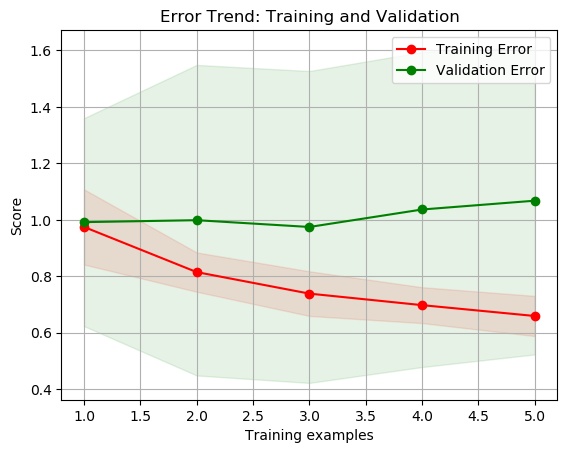 Error Trend: Training and Validation
Training Error
Validation Error
1.6
1.4
1.2
1.0
0.8
0.6
0.4
Score
1.0 1.5 2.0 2.5 3.0 3.5 4.0 4.5 5.0
Training examples